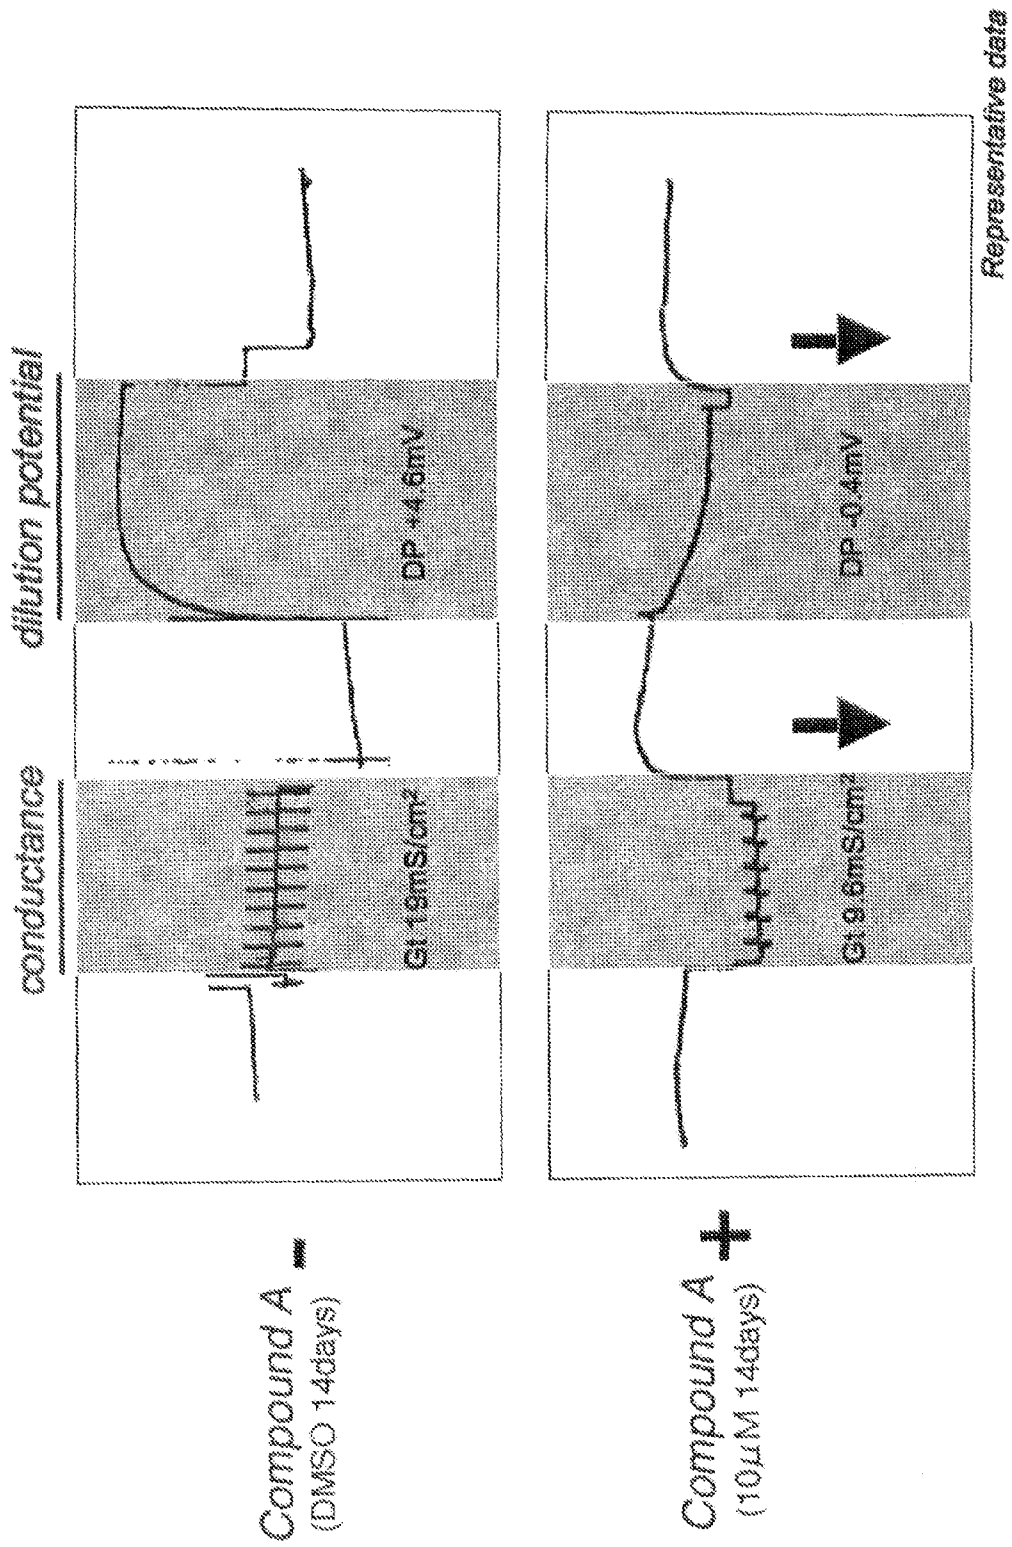 conductance
dilution potential
Compound A −
(DMSO 14days)
Gt 19mS/cm²
DP +4.6mV
Compound A +
(10μM 14days)
Gt 9.6mS/cm²
DP -0.4mV
Representative data